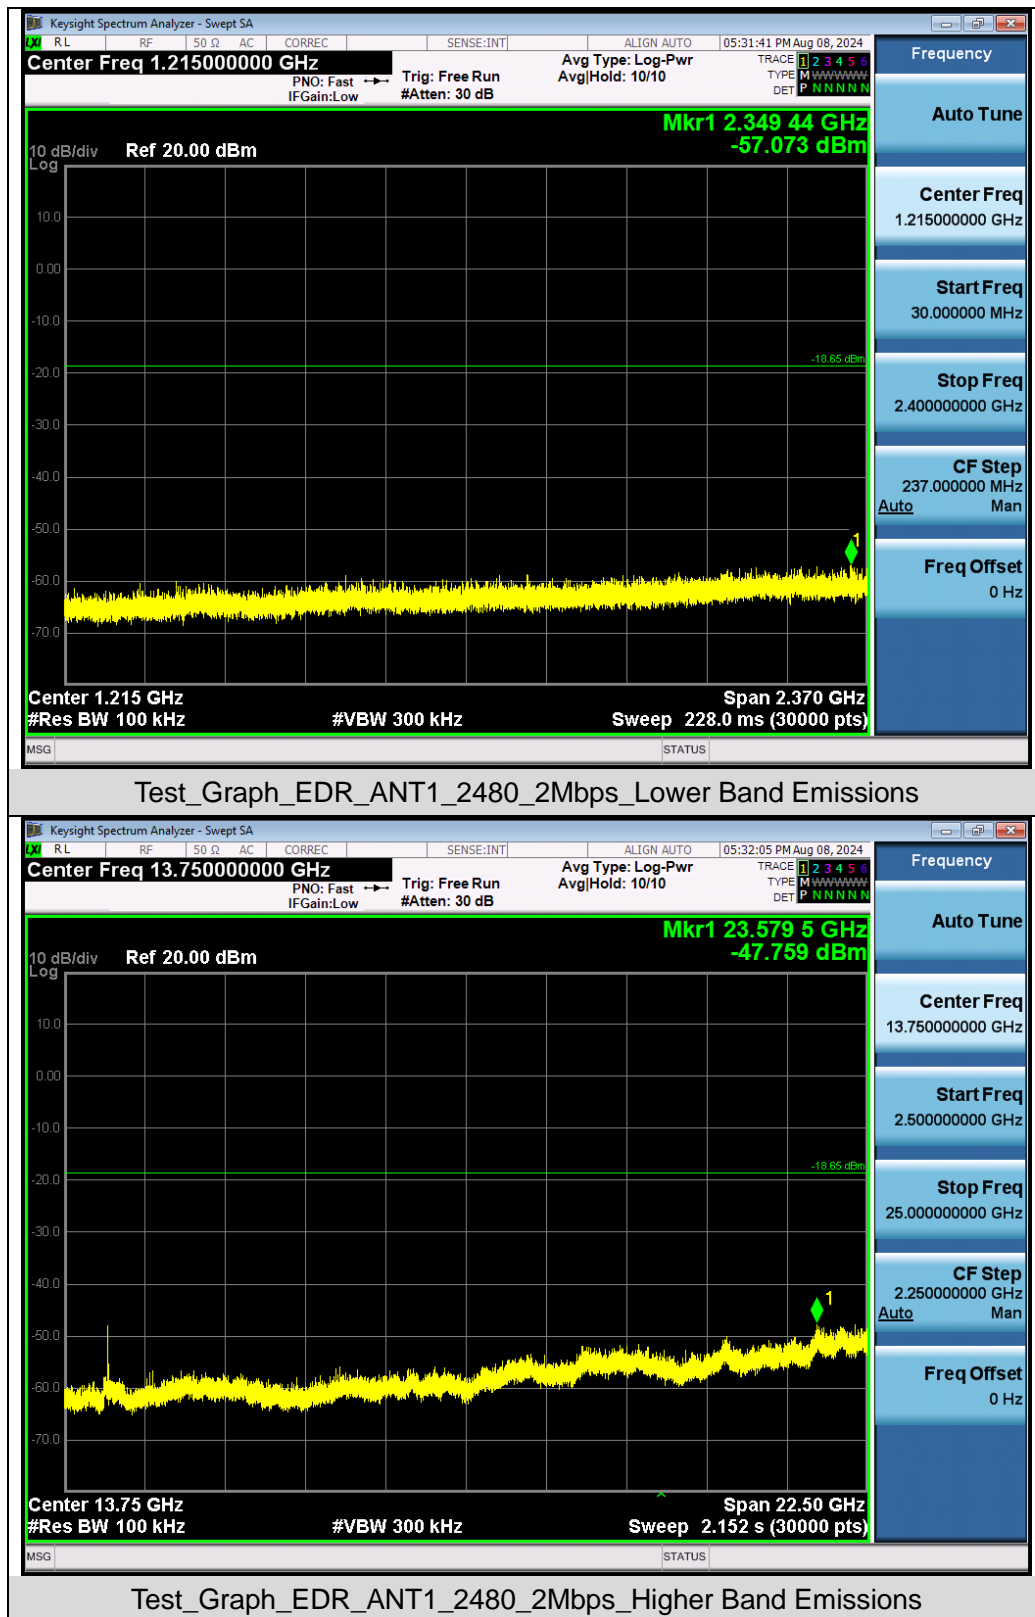 Keysight Spectrum Analyzer - Swept SA
LXI RL RF 50 Ω AC CORREC SENSE:INT ALIGN AUTO 05:31:41 PM Aug 08, 2024
Center Freq 1.215000000 GHz
PNO: Fast
IFGain:Low
Trig: Free Run
#Atten: 30 dB
Avg Type: Log-Pwr
Avg|Hold: 10/10
TRACE 1 2 3 4 5 6
TYPE M WWWWW
DET P N N N N N
Mkr1 2.349 44 GHz
-57.073 dBm
10 dB/div Ref 20.00 dBm
Log
10.0
0.00
-10.0
-18.65 dBm
-20.0
-30.0
-40.0
-50.0
1
-60.0
-70.0
Center 1.215 GHz Span 2.370 GHz
#Res BW 100 kHz #VBW 300 kHz Sweep 228.0 ms (30000 pts)
MSG STATUS
Frequency
Auto Tune
Center Freq
1.215000000 GHz
Start Freq
30.000000 MHz
Stop Freq
2.400000000 GHz
CF Step
237.000000 MHz
Auto Man
Freq Offset
0 Hz
Test_Graph_EDR_ANT1_2480_2Mbps_Lower Band Emissions
Keysight Spectrum Analyzer - Swept SA
LXI RL RF 50 Ω AC CORREC SENSE:INT ALIGN AUTO 05:32:05 PM Aug 08, 2024
Center Freq 13.750000000 GHz
PNO: Fast
IFGain:Low
Trig: Free Run
#Atten: 30 dB
Avg Type: Log-Pwr
Avg|Hold: 10/10
TRACE 1 2 3 4 5 6
TYPE M WWWWW
DET P N N N N N
Mkr1 23.579 5 GHz
-47.759 dBm
10 dB/div Ref 20.00 dBm
Log
10.0
0.00
-10.0
-18.65 dBm
-20.0
-30.0
-40.0
1
-50.0
-60.0
-70.0
Center 13.75 GHz Span 22.50 GHz
#Res BW 100 kHz #VBW 300 kHz Sweep 2.152 s (30000 pts)
MSG STATUS
Frequency
Auto Tune
Center Freq
13.750000000 GHz
Start Freq
2.500000000 GHz
Stop Freq
25.000000000 GHz
CF Step
2.250000000 GHz
Auto Man
Freq Offset
0 Hz
Test_Graph_EDR_ANT1_2480_2Mbps_Higher Band Emissions